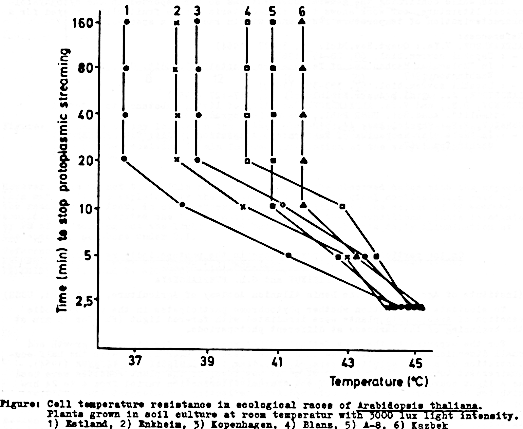 1 2 3 4 5 6
160
80
40
20
10
5
2,5
Time (min) to stop protoplasmic streaming
37 39 41 43 45
Temperature (°C)
Figure: Cell temperature resistance in ecological races of Arabidopsis thaliana.
Plants grown in soil culture at room temperatur with 3000 lux light intensity.
1) Estland, 2) Enkheim, 3) Kopenhagen, 4) Blanz, 5) A-8, 6) Kazbek